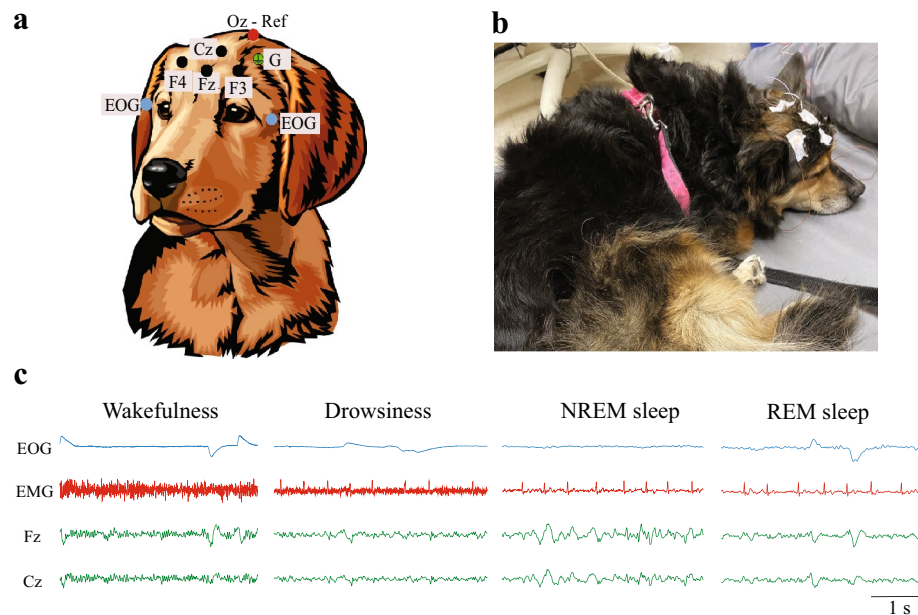 a
Oz - Ref
Cz
G
F4
Fz
F3
EOG
EOG
b
c
Wakefulness
Drowsiness
NREM sleep
REM sleep
EOG
EMG
Fz
Cz
1 s